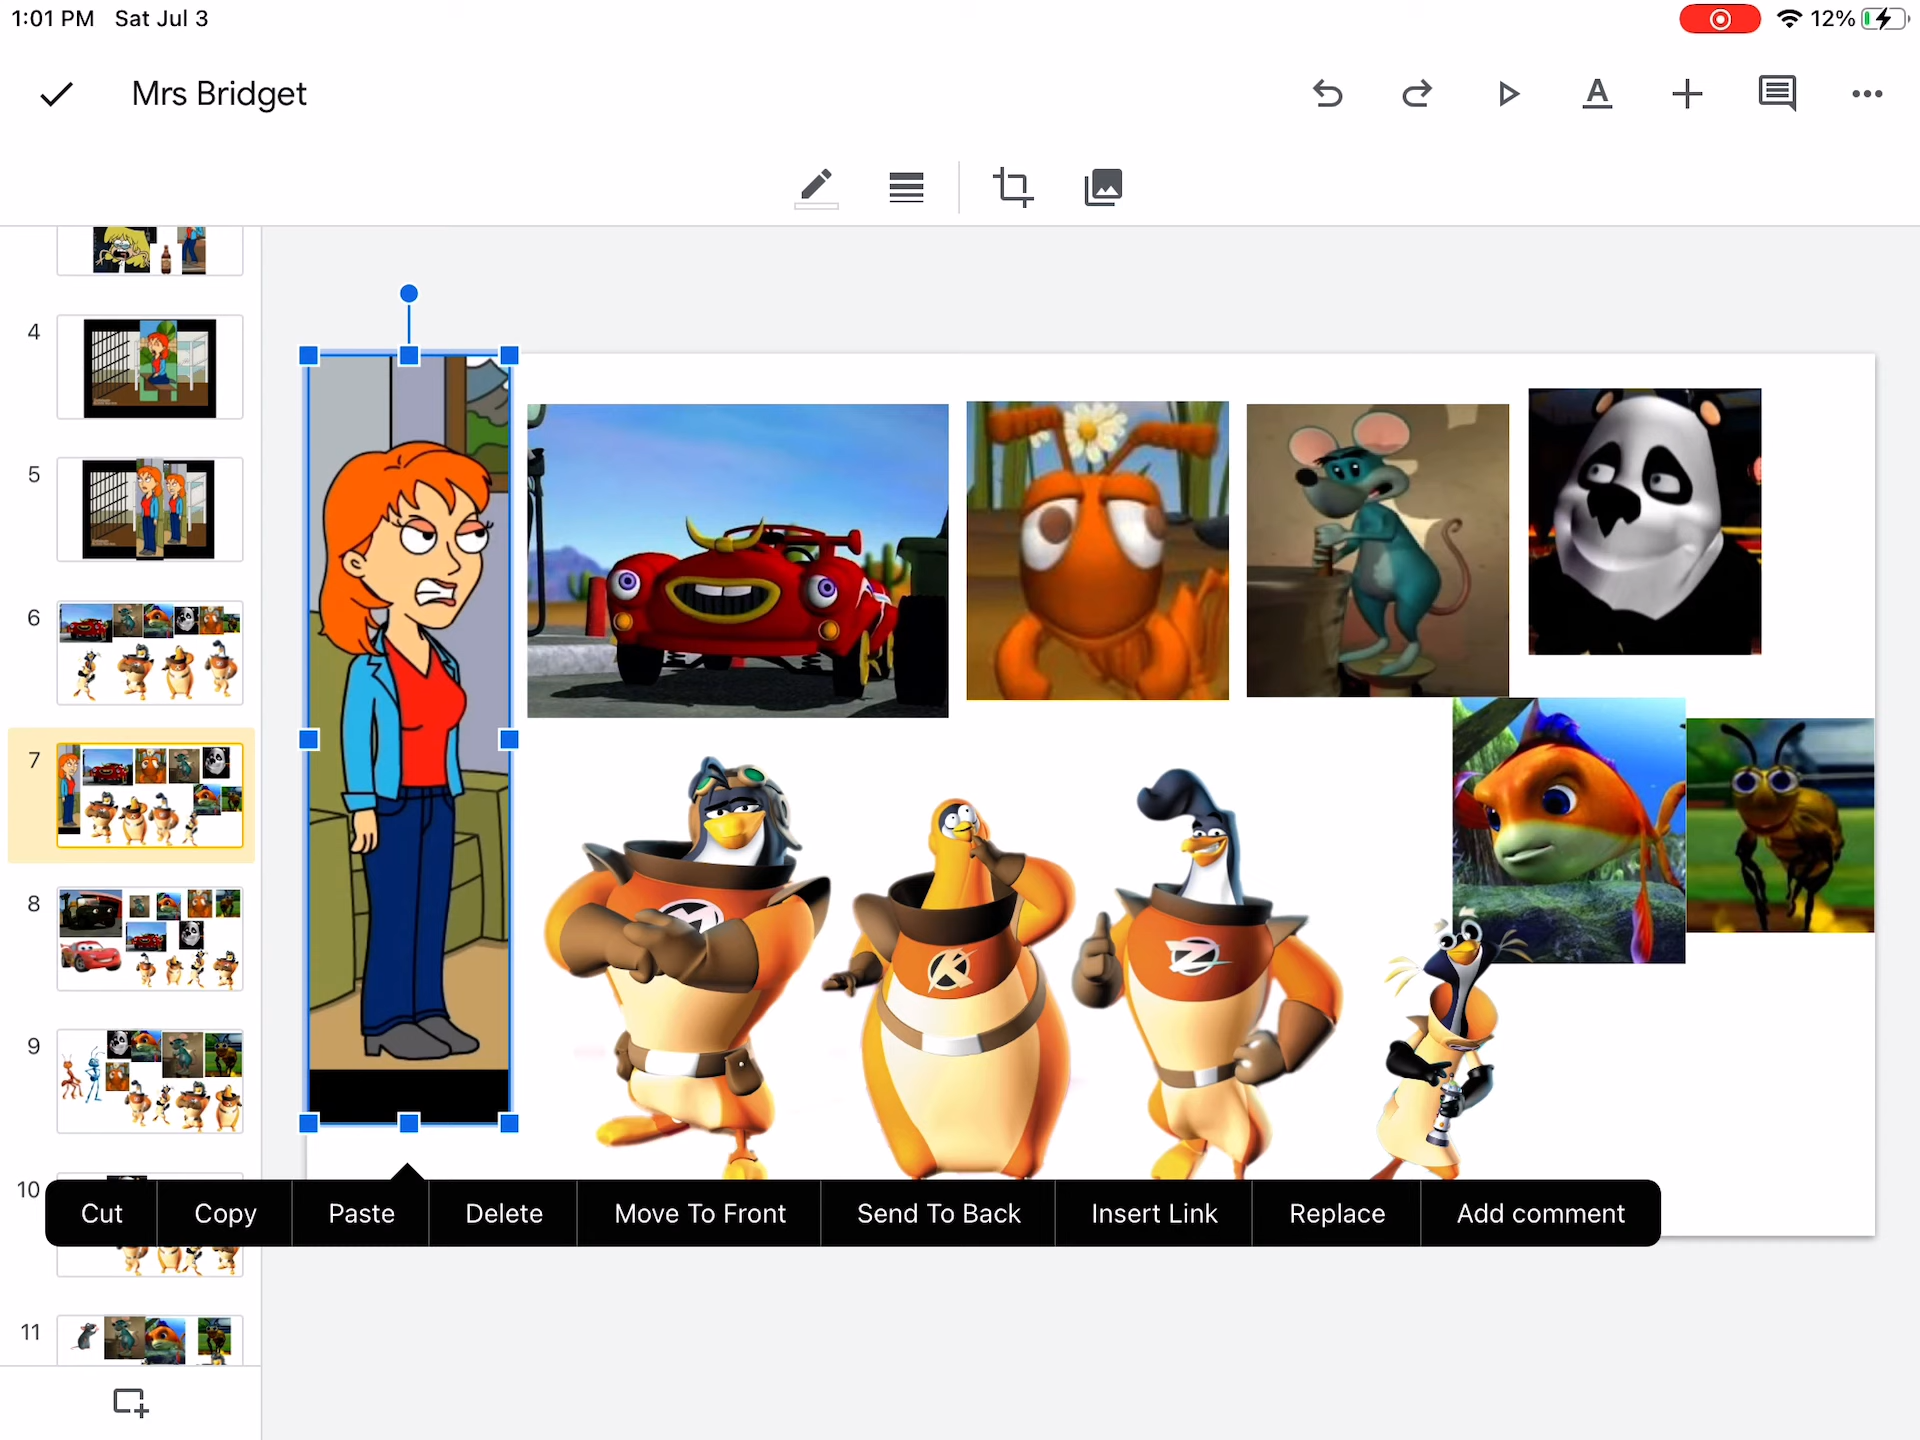 1:01 PM Sat Jul 3
12%
Mrs Bridget
A
4
5
6
7
8
9
10
11
M
K
Z
Cut Copy Paste Delete Move To Front Send To Back Insert Link Replace Add comment